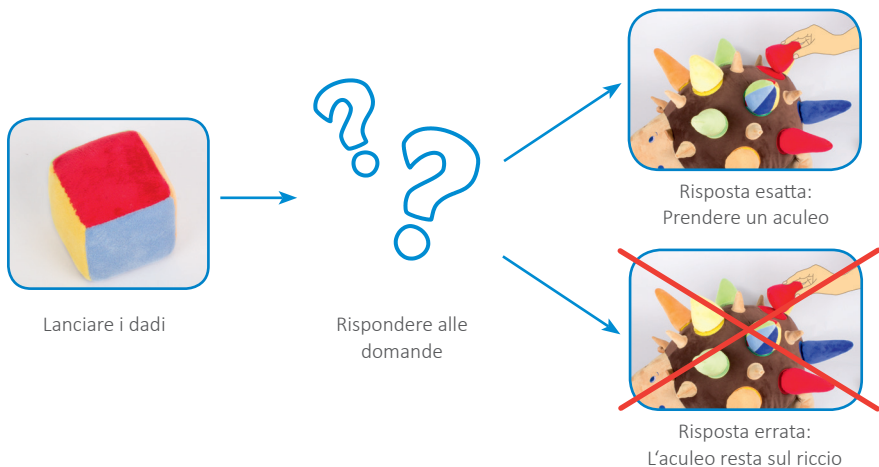 Lanciare i dadi
Rispondere alle
domande
Risposta esatta:
Prendere un aculeo
Risposta errata:
L‘aculeo resta sul riccio